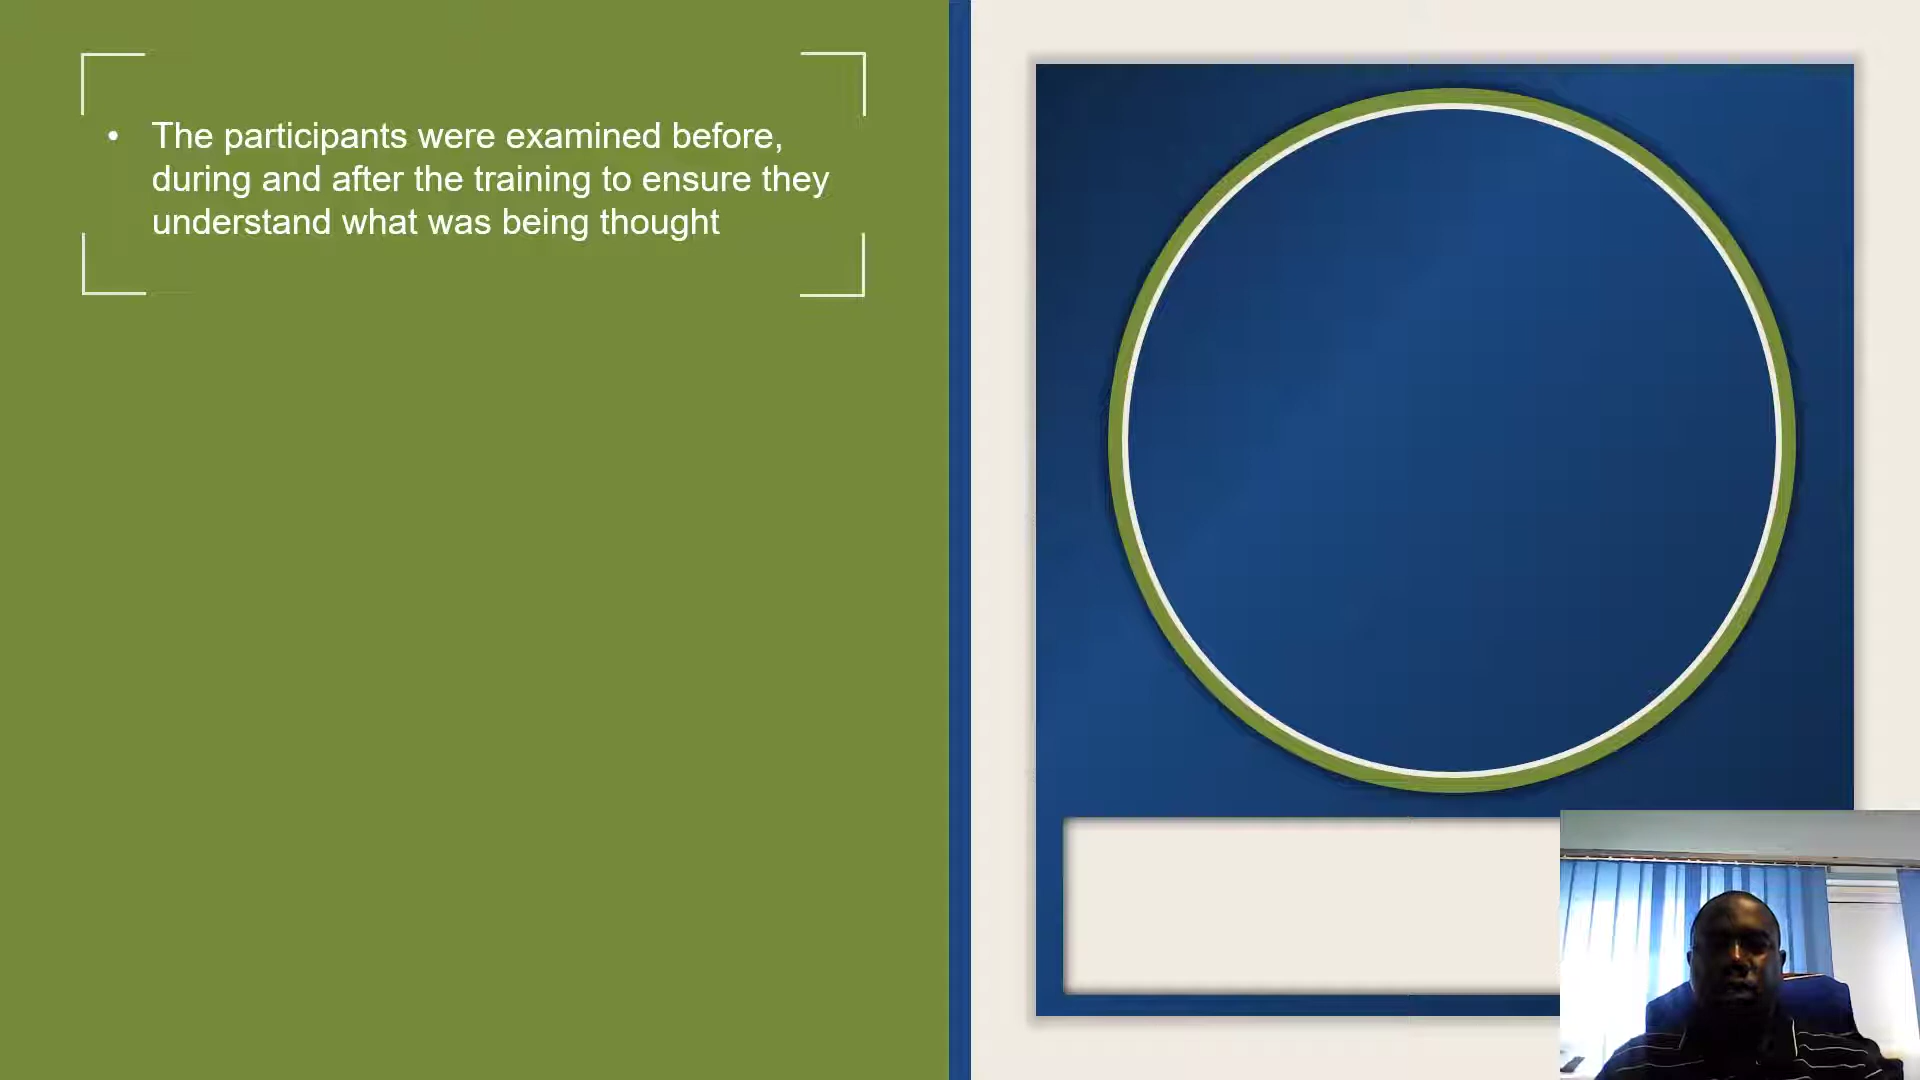 • The participants were examined before,
during and after the training to ensure they
understand what was being thought